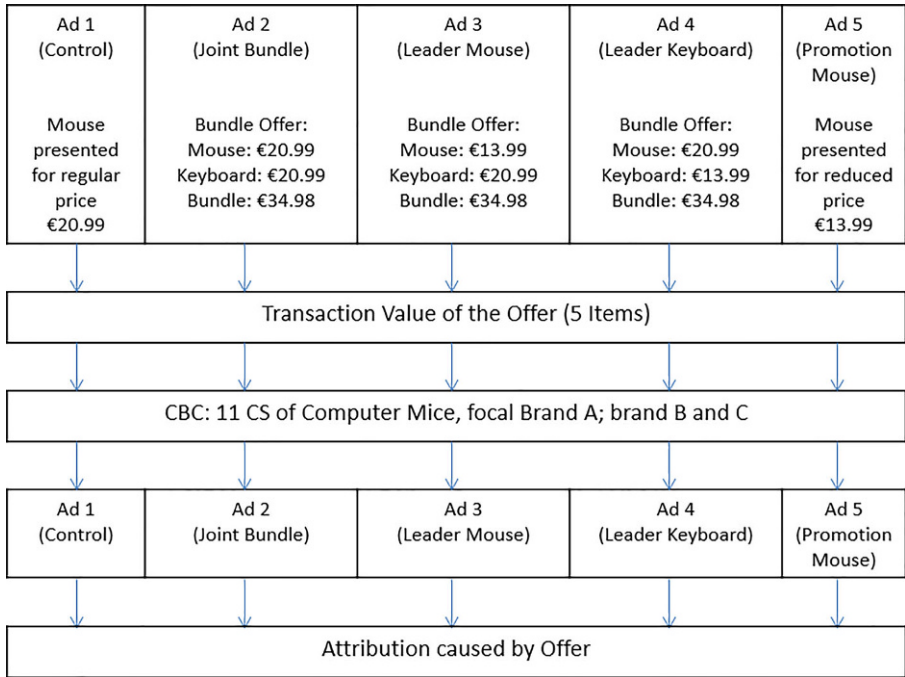 Ad 1
(Control)
Mouse
presented
for regular
price
€20.99
Ad 2
(Joint Bundle)
Bundle Offer:
Mouse: €20.99
Keyboard: €20.99
Bundle: €34.98
Ad 3
(Leader Mouse)
Bundle Offer:
Mouse: €13.99
Keyboard: €20.99
Bundle: €34.98
Ad 4
(Leader Keyboard)
Bundle Offer:
Mouse: €20.99
Keyboard: €13.99
Bundle: €34.98
Ad 5
(Promotion
Mouse)
Mouse
presented
for reduced
price
€13.99
Transaction Value of the Offer (5 Items)
CBC: 11 CS of Computer Mice, focal Brand A; brand B and C
Ad 1
(Control)
Ad 2
(Joint Bundle)
Ad 3
(Leader Mouse)
Ad 4
(Leader Keyboard)
Ad 5
(Promotion
Mouse)
Attribution caused by Offer